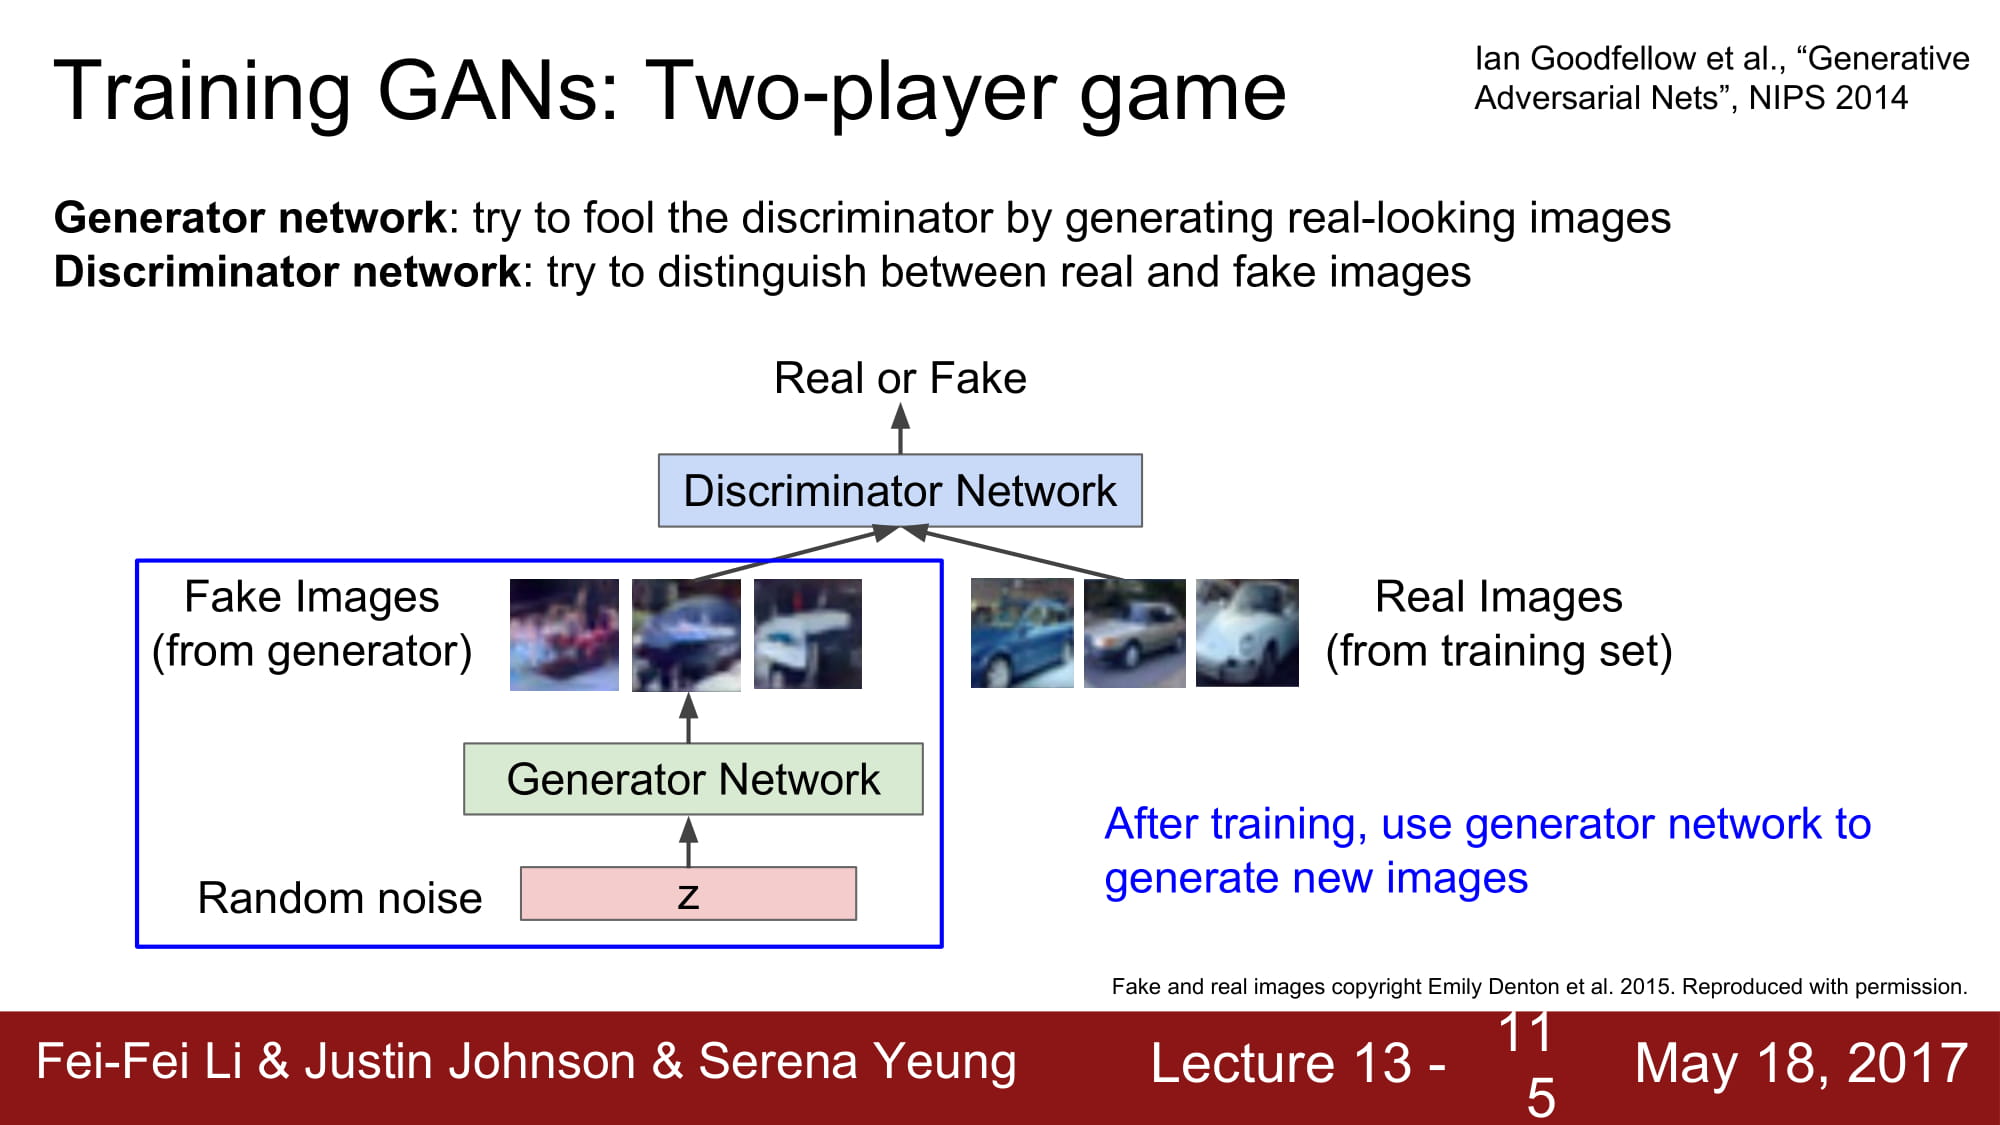 Training GANs: Two-player game
Ian Goodfellow et al., “Generative
Adversarial Nets”, NIPS 2014
Generator network: try to fool the discriminator by generating real-looking images
Discriminator network: try to distinguish between real and fake images
Real or Fake
Discriminator Network
Fake Images
(from generator)
Real Images
(from training set)
Generator Network
Random noise
z
After training, use generator network to
generate new images
Fake and real images copyright Emily Denton et al. 2015. Reproduced with permission.
Fei-Fei Li & Justin Johnson & Serena Yeung
Lecture 13 -
11
5
May 18, 2017